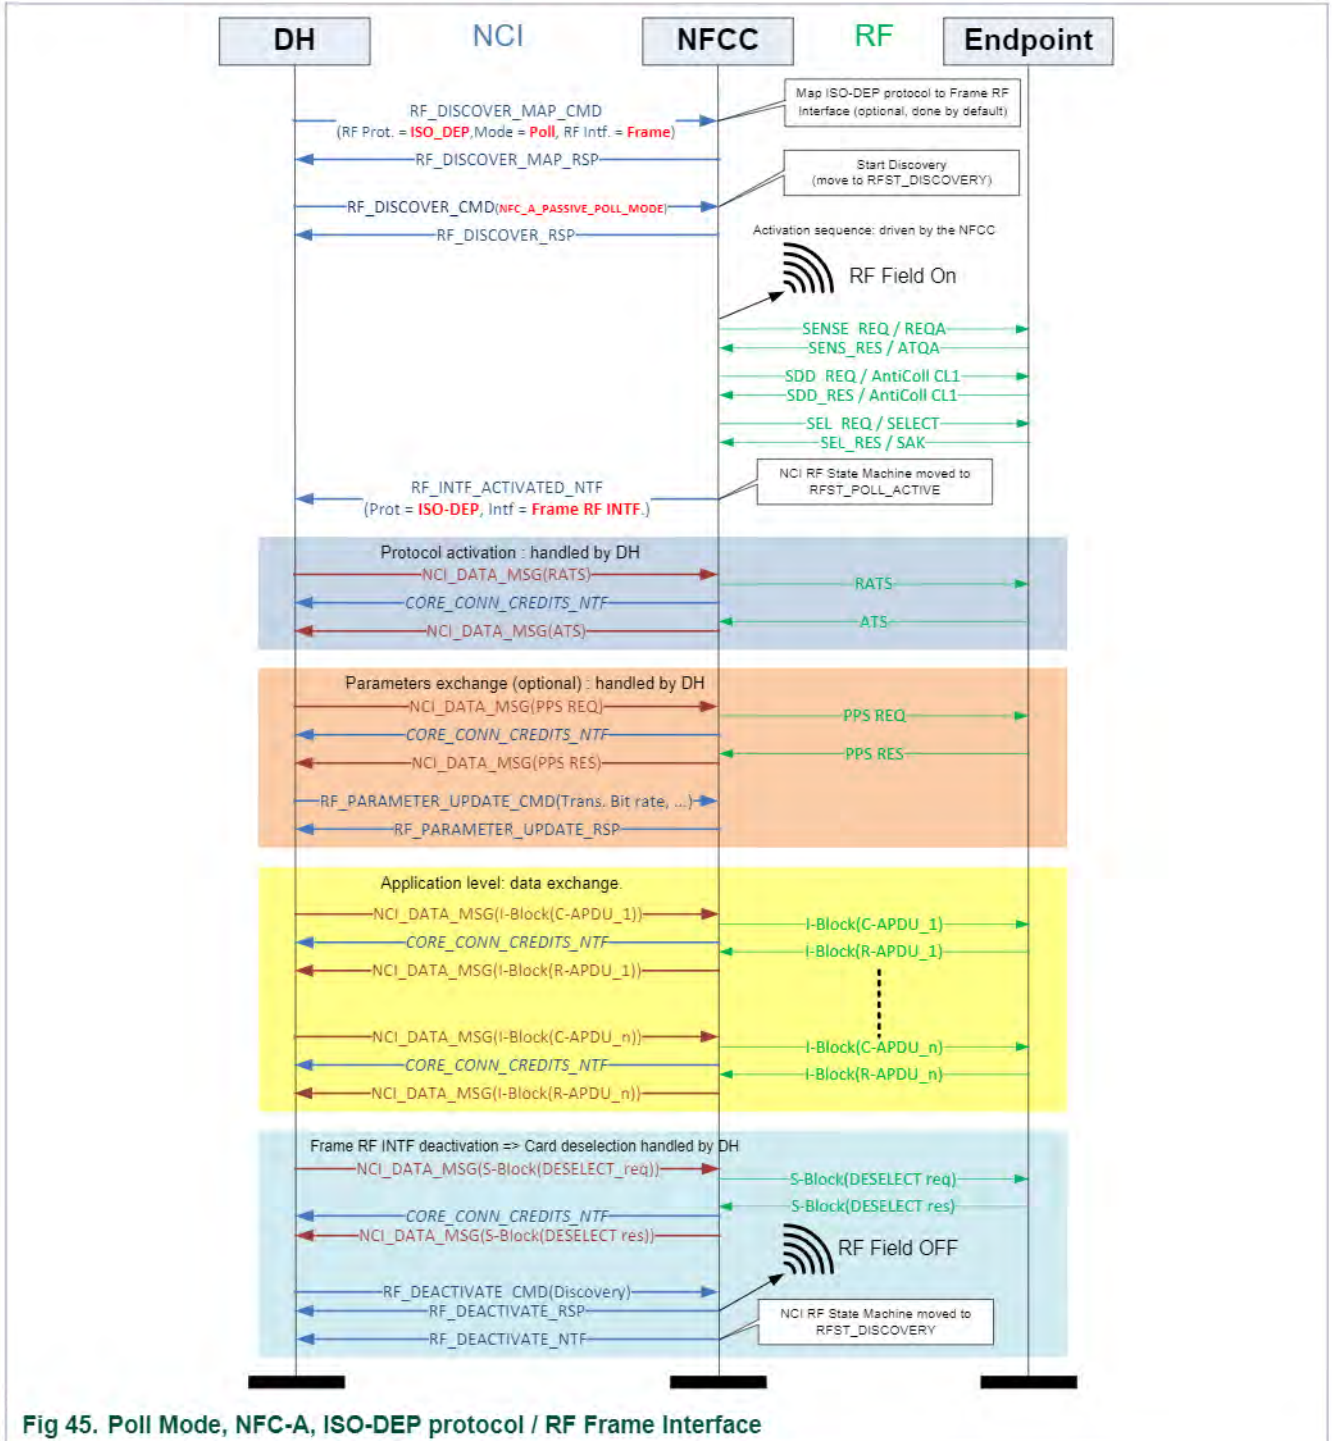 DH
NCI
NFCC
RF
Endpoint
Map ISO-DEP protocol to Frame RF
Interface (optional, done by default)
RF_DISCOVER_MAP_CMD
(RF Prot. = ISO_DEP,Mode = Poll, RF Intf. = Frame)
RF_DISCOVER_MAP_RSP
Start Discovery
(move to RFST_DISCOVERY)
RF_DISCOVER_CMD(NFC_A_PASSIVE_POLL_MODE)
RF_DISCOVER_RSP
Activation sequence: driven by the NFCC
RF Field On
SENSE_REQ / REQA
SENS_RES / ATQA
SDD_REQ / AntiColl CL1
SDD_RES / AntiColl CL1
SEL_REQ / SELECT
SEL_RES / SAK
NCI RF State Machine moved to
RFST_POLL_ACTIVE
RF_INTF_ACTIVATED_NTF
(Prot = ISO-DEP, Intf = Frame RF INTF.)
Protocol activation : handled by DH
NCI_DATA_MSG(RATS)
RATS
CORE_CONN_CREDITS_NTF
ATS
NCI_DATA_MSG(ATS)
Parameters exchange (optional) : handled by DH
NCI_DATA_MSG(PPS REQ)
PPS REQ
CORE_CONN_CREDITS_NTF
PPS RES
NCI_DATA_MSG(PPS RES)
RF_PARAMETER_UPDATE_CMD(Trans. Bit rate, ...)
RF_PARAMETER_UPDATE_RSP
Application level: data exchange.
NCI_DATA_MSG(I-Block(C-APDU_1))
I-Block(C-APDU_1)
CORE_CONN_CREDITS_NTF
I-Block(R-APDU_1)
NCI_DATA_MSG(I-Block(R-APDU_1))
NCI_DATA_MSG(I-Block(C-APDU_n))
I-Block(C-APDU_n)
CORE_CONN_CREDITS_NTF
I-Block(R-APDU_n)
NCI_DATA_MSG(I-Block(R-APDU_n))
Frame RF INTF deactivation => Card deselection handled by DH
NCI_DATA_MSG(S-Block(DESELECT_req))
S-Block(DESELECT req)
S-Block(DESELECT res)
CORE_CONN_CREDITS_NTF
NCI_DATA_MSG(S-Block(DESELECT res))
RF Field OFF
RF_DEACTIVATE_CMD(Discovery)
RF_DEACTIVATE_RSP
NCI RF State Machine moved to
RFST_DISCOVERY
RF_DEACTIVATE_NTF
Fig 45. Poll Mode, NFC-A, ISO-DEP protocol / RF Frame Interface